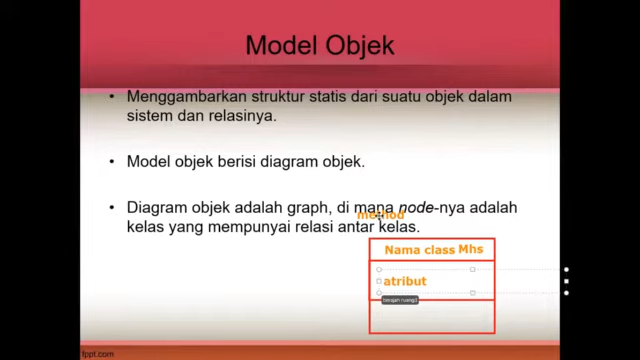 Model Objek
Menggambarkan struktur statis dari suatu objek dalam
sistem dan relasinya.
Model objek berisi diagram objek.
Diagram objek adalah graph, di mana node-nya adalah
method
kelas yang mempunyai relasi antar kelas.
Nama class Mhs
atribut
fppt.com